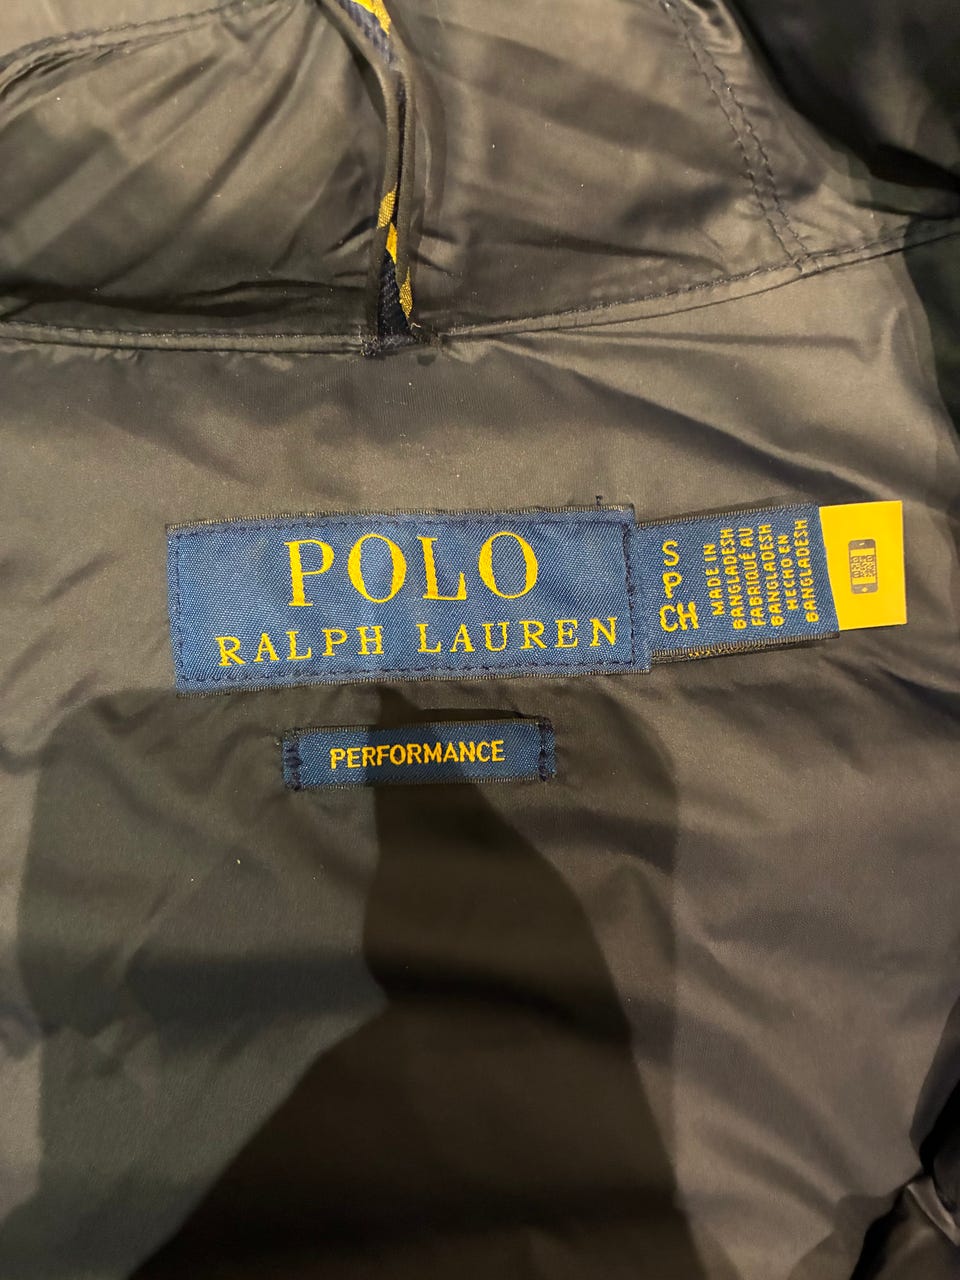 POLO
RALPH LAUREN
S
P
CH
MADE IN
BANGLADESH
FABRIQUÉ AU
BANGLADESH
HECHO EN
BANGLADESH
PERFORMANCE